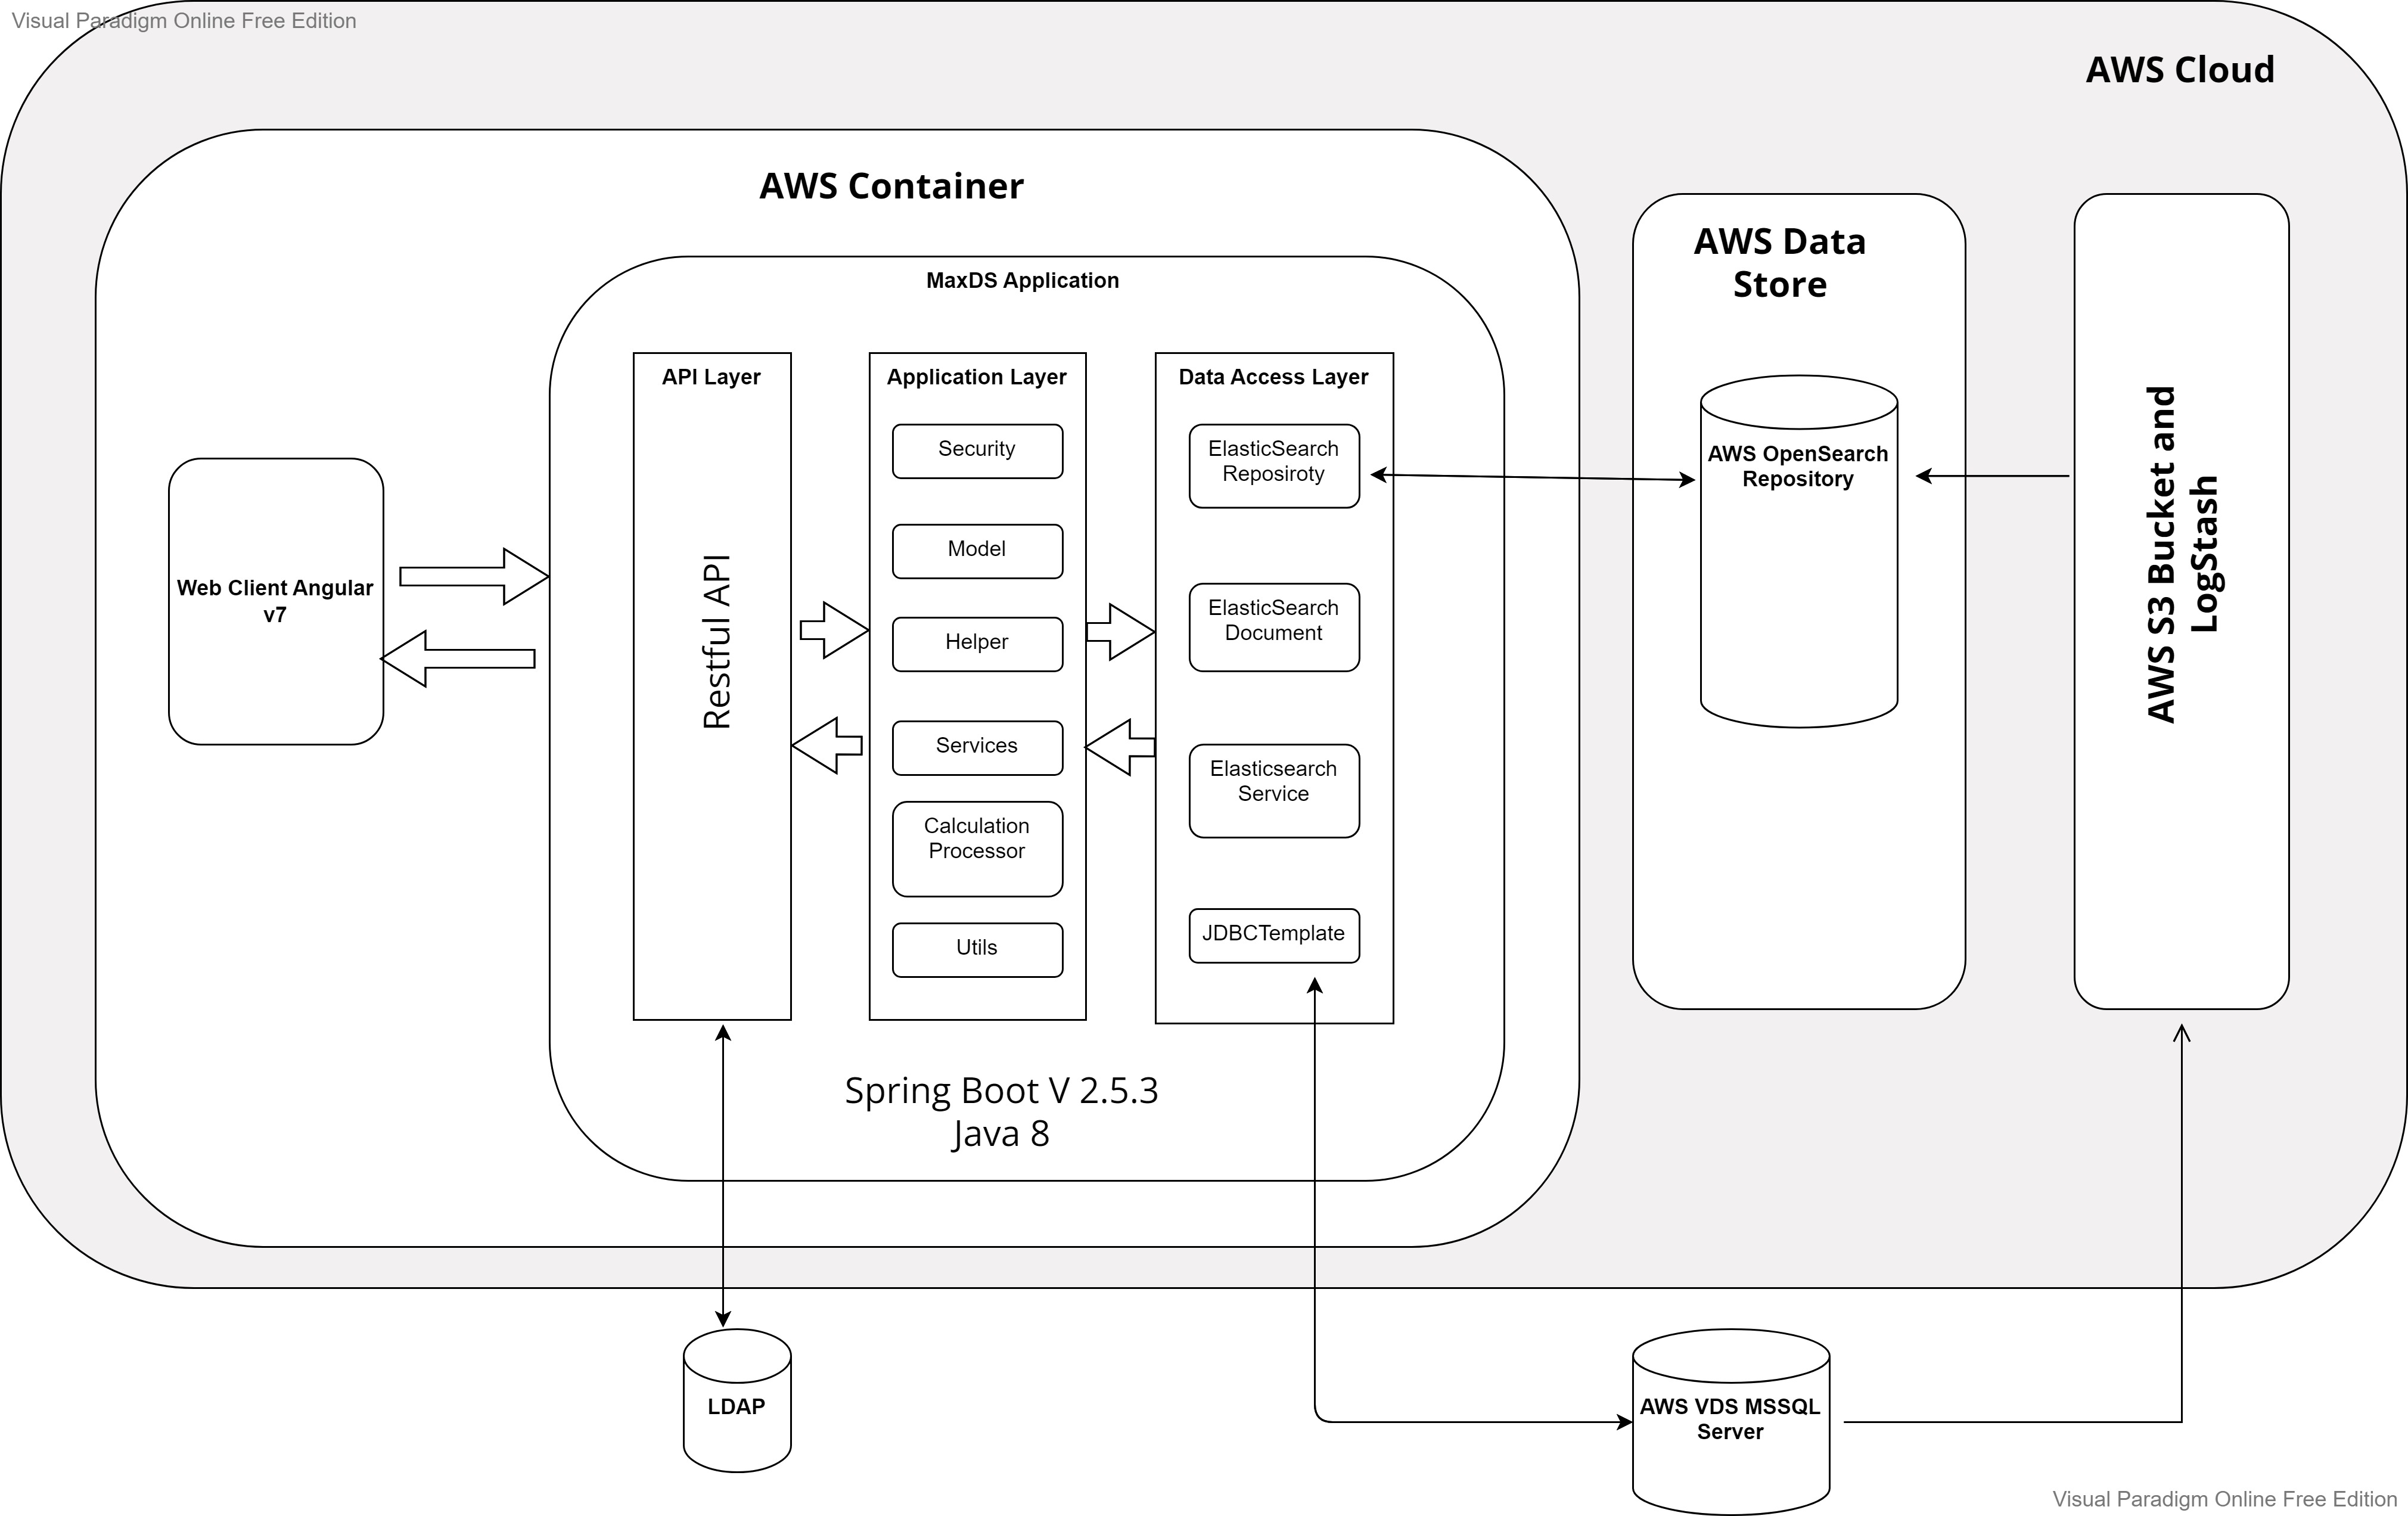 Visual Paradigm Online Free Edition
AWS Cloud
AWS Container
AWS Data
Store
AWS S3 Bucket and
LogStash
MaxDS Application
API Layer
Restful API
Application Layer
Security
Model
Helper
Services
Calculation
Processor
Utils
Data Access Layer
ElasticSearch
Reposiroty
ElasticSearch
Document
Elasticsearch
Service
JDBCTemplate
AWS OpenSearch
Repository
Web Client Angular
v7
Spring Boot V 2.5.3
Java 8
LDAP
AWS VDS MSSQL
Server
Visual Paradigm Online Free Edition